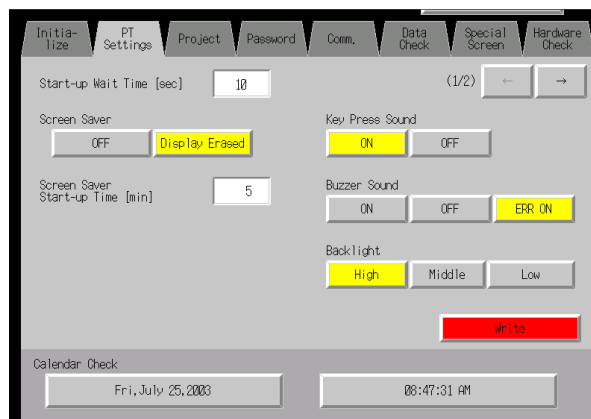 Initia-
lize
PT
Settings
Project
Password
Comm.
Data
Check
Special
Screen
Hardware
Check
Start-up Wait Time [sec]
10
(1/2)
←
→
Screen Saver
OFF
Display Erased
Key Press Sound
ON
OFF
Screen Saver
Start-up Time [min]
5
Buzzer Sound
ON
OFF
ERR ON
Backlight
High
Middle
Low
Write
Calendar Check
Fri,July 25,2003
08:47:31 AM